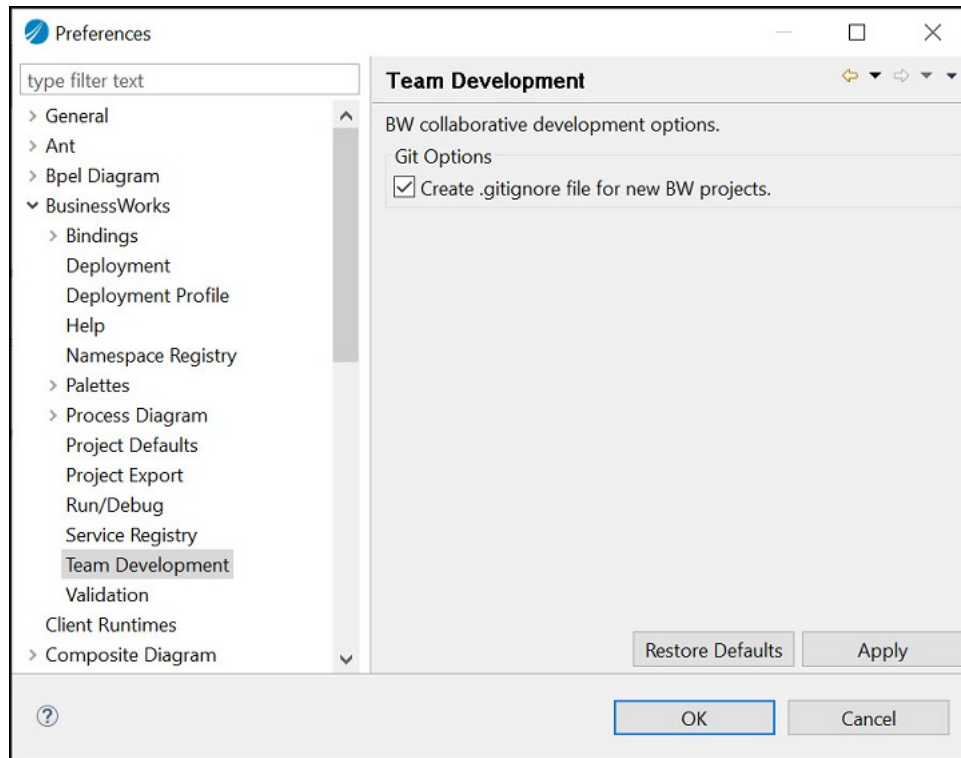 Preferences
type filter text
General
Ant
Bpel Diagram
BusinessWorks
Bindings
Deployment
Deployment Profile
Help
Namespace Registry
Palettes
Process Diagram
Project Defaults
Project Export
Run/Debug
Service Registry
Team Development
Validation
Client Runtimes
Composite Diagram
Team Development
BW collaborative development options.
Git Options
Create .gitignore file for new BW projects.
Restore Defaults
Apply
?
OK
Cancel